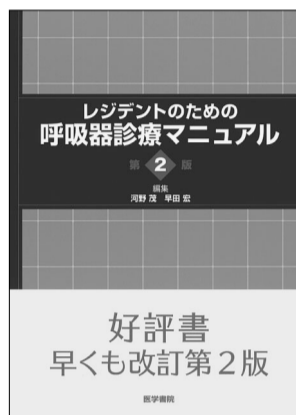 レジデントのための
呼吸器診療マニュアル
第2版
編集
河野 茂　早田 宏
好評書
早くも改訂第2版
医学書院